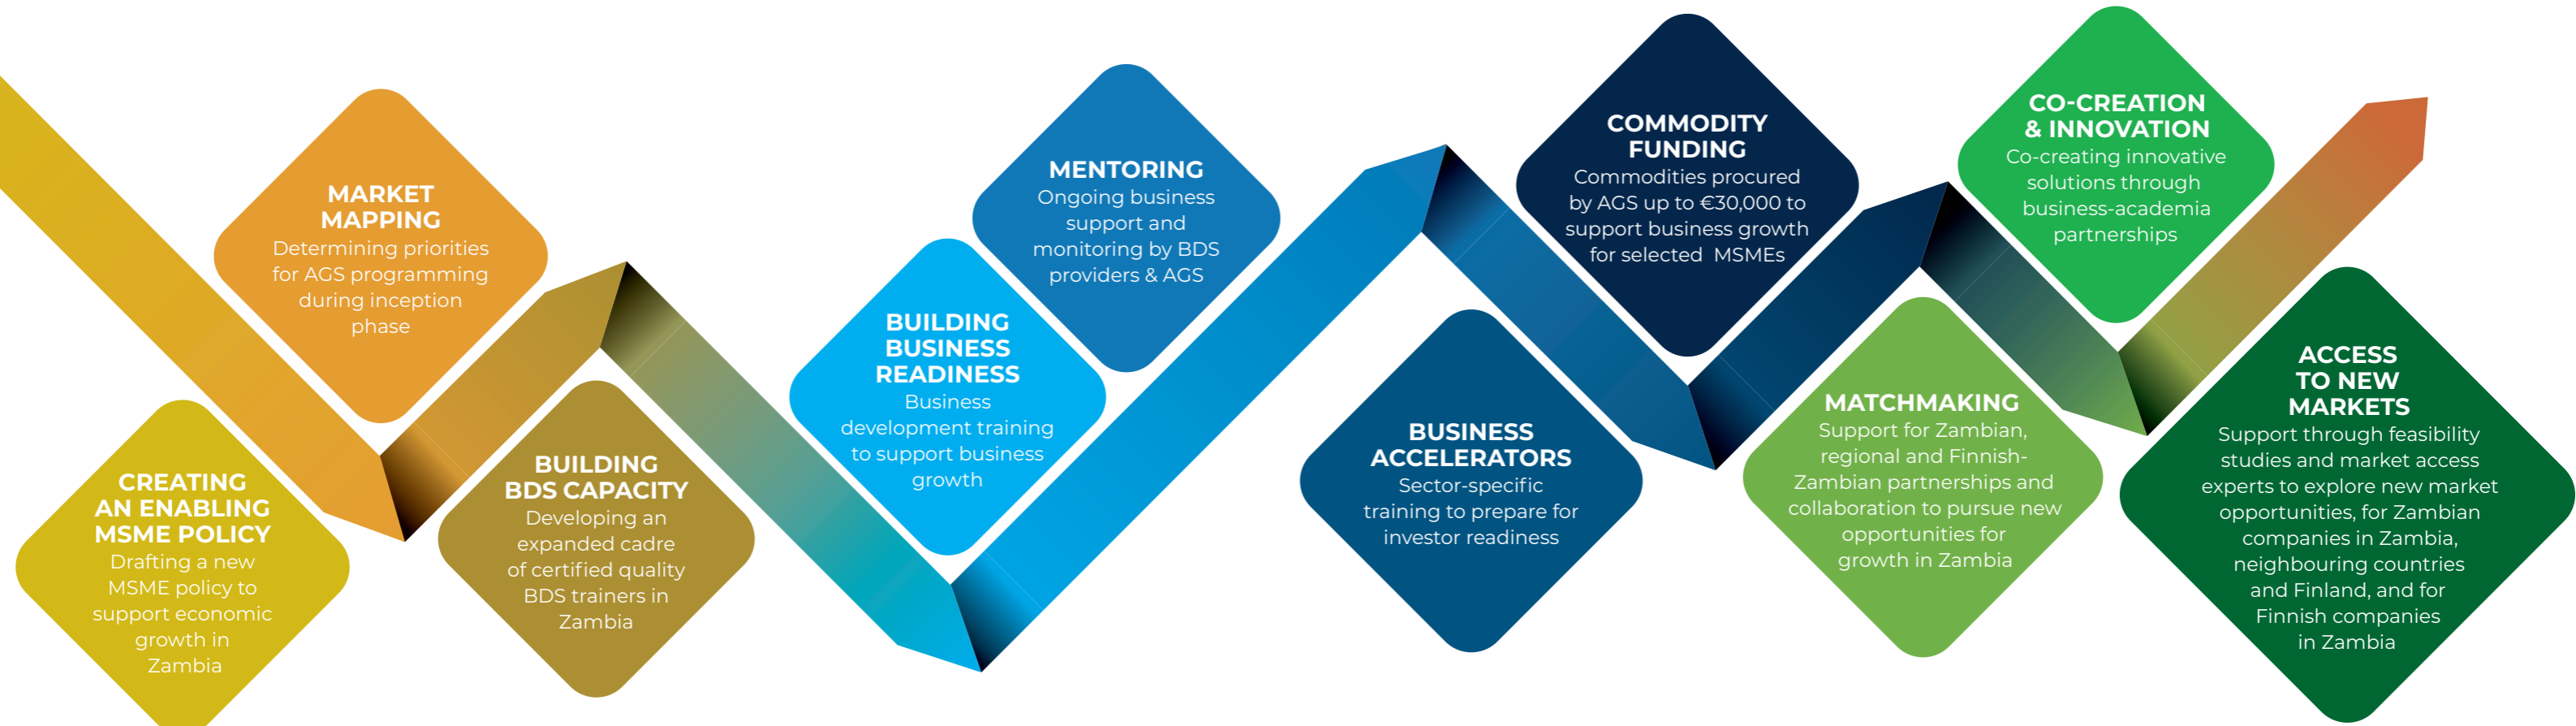 CREATING
AN ENABLING
MSME POLICY
Drafting a new
MSME policy to
support economic
growth in
Zambia
MARKET
MAPPING
Determining priorities
for AGS programming
during inception
phase
BUILDING
BDS CAPACITY
Developing an
expanded cadre
of certified quality
BDS trainers in
Zambia
BUILDING
BUSINESS
READINESS
Business
development training
to support business
growth
MENTORING
Ongoing business
support and
monitoring by BDS
providers & AGS
BUSINESS
ACCELERATORS
Sector-specific
training to prepare for
investor readiness
COMMODITY
FUNDING
Commodities procured
by AGS up to €30,000 to
support business growth
for selected MSMEs
MATCHMAKING
Support for Zambian,
regional and Finnish-
Zambian partnerships and
collaboration to pursue new
opportunities for
growth in Zambia
CO-CREATION
& INNOVATION
Co-creating innovative
solutions through
business-academia
partnerships
ACCESS
TO NEW
MARKETS
Support through feasibility
studies and market access
experts to explore new market
opportunities, for Zambian
companies in Zambia,
neighbouring countries
and Finland, and for
Finnish companies
in Zambia